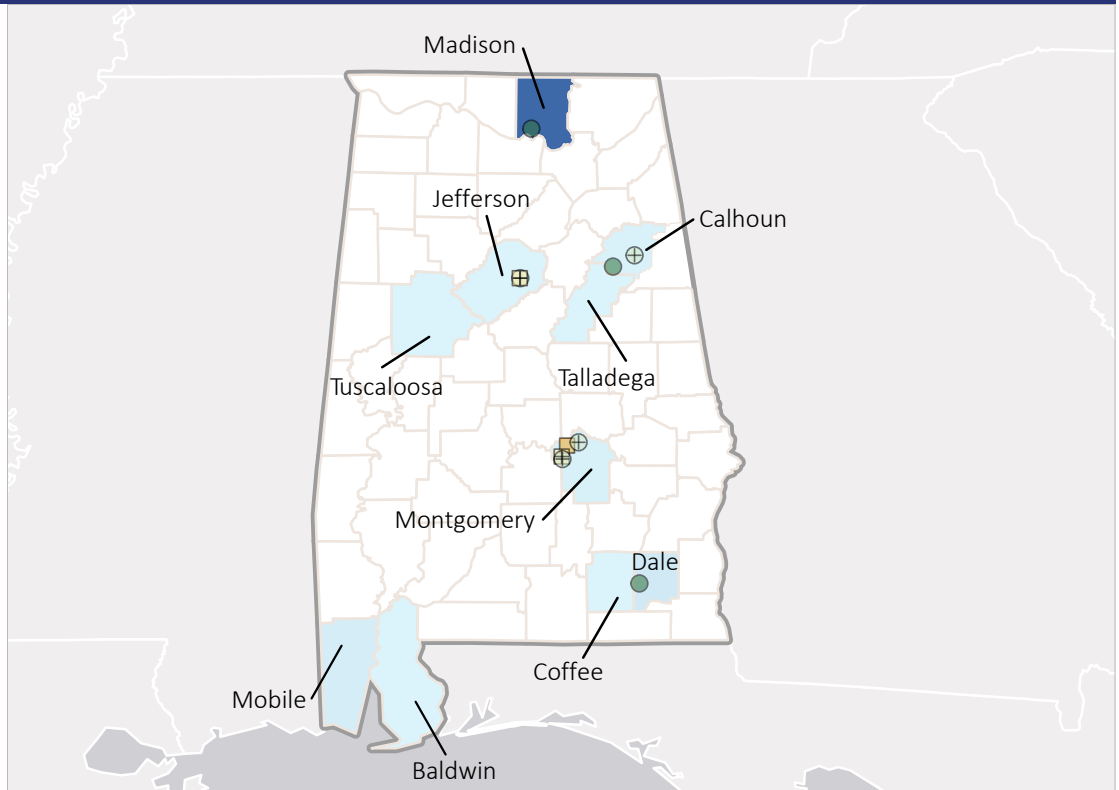 Madison
Jefferson
Calhoun
Tuscaloosa
Talladega
Montgomery
Dale
Coffee
Mobile
Baldwin